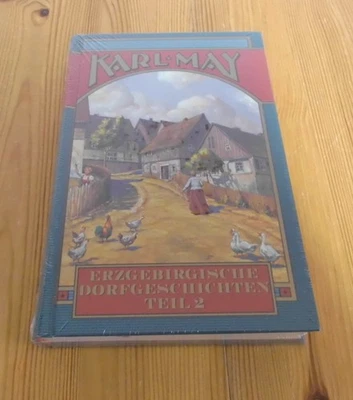 KARL MAY
ERZGEBIRGISCHE
DORFGESCHICHTEN
TEIL 2